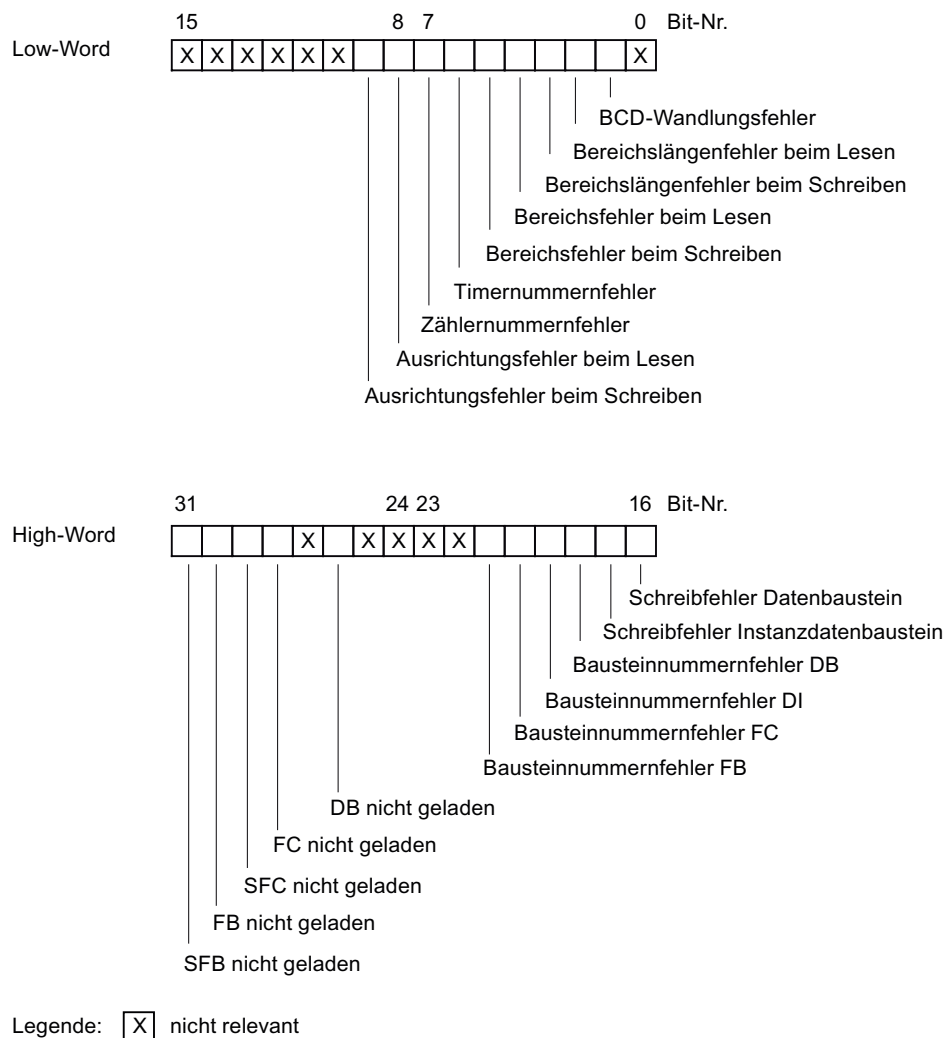 15 8 7 0 Bit-Nr.
Low-Word X X X X X X X
BCD-Wandlungsfehler
Bereichslängenfehler beim Lesen
Bereichslängenfehler beim Schreiben
Bereichsfehler beim Lesen
Bereichsfehler beim Schreiben
Timernummernfehler
Zählernummernfehler
Ausrichtungsfehler beim Lesen
Ausrichtungsfehler beim Schreiben
31 24 23 16 Bit-Nr.
High-Word X X X X X
Schreibfehler Datenbaustein
Schreibfehler Instanzdatenbaustein
Bausteinnummernfehler DB
Bausteinnummernfehler DI
Bausteinnummernfehler FC
Bausteinnummernfehler FB
DB nicht geladen
FC nicht geladen
SFC nicht geladen
FB nicht geladen
SFB nicht geladen
Legende: X nicht relevant